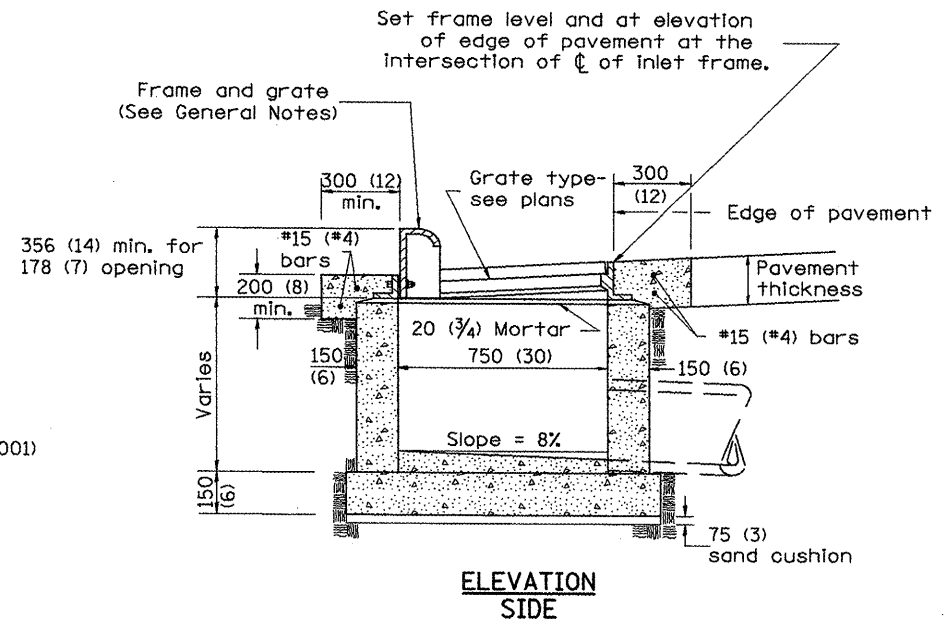 Set frame level and at elevation
of edge of pavement at the
intersection of ℄ of inlet frame.
Frame and grate
(See General Notes)
300 (12)
min.
Grate type-
see plans
300
(12)
Edge of pavement
356 (14) min. for
178 (7) opening
#15 (#4)
bars
200 (8)
min.
Pavement
thickness
20 (3/4) Mortar
#15 (#4) bars
150
(6)
750 (30)
150 (6)
Varies
Slope = 8%
001)
150
(6)
75 (3)
sand cushion
ELEVATION
SIDE